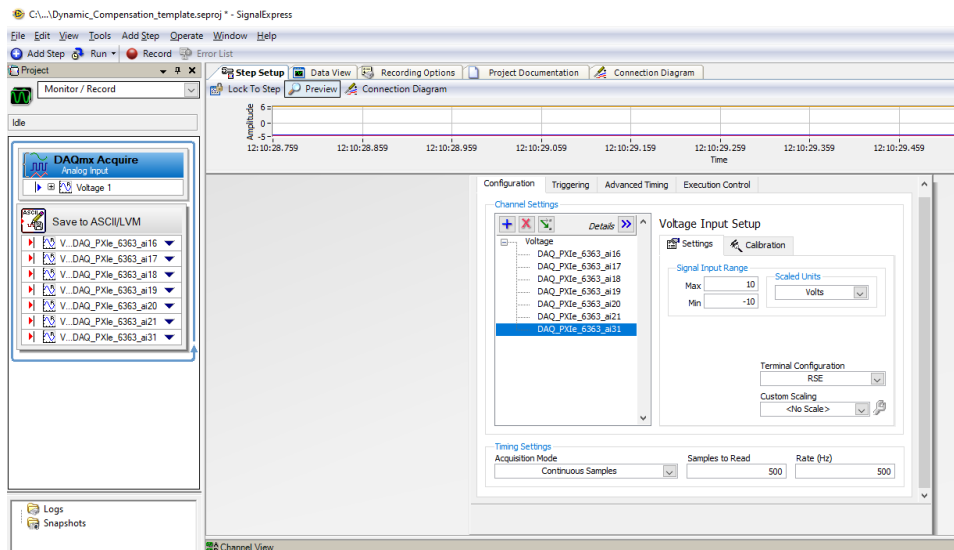 C:\...\Dynamic_Compensation_template.seproj * - SignalExpress
File Edit View Tools Add Step Operate Window Help
Add Step Run Record Error List
Project
Monitor / Record
Idle
DAQmx Acquire
Analog Input
Voltage 1
ASCII
Save to ASCII/LVM
V...DAQ_PXIe_6363_ai16
V...DAQ_PXIe_6363_ai17
V...DAQ_PXIe_6363_ai18
V...DAQ_PXIe_6363_ai19
V...DAQ_PXIe_6363_ai20
V...DAQ_PXIe_6363_ai21
V...DAQ_PXIe_6363_ai31
Logs
Snapshots
Step Setup Data View Recording Options Project Documentation Connection Diagram
Lock To Step Preview Connection Diagram
Amplitude
6
0
-5
12:10:28.759 12:10:28.859 12:10:28.959 12:10:29.059 12:10:29.159 12:10:29.259 12:10:29.359 12:10:29.459
Time
Configuration Triggering Advanced Timing Execution Control
Channel Settings
Details
Voltage
DAQ_PXIe_6363_ai16
DAQ_PXIe_6363_ai17
DAQ_PXIe_6363_ai18
DAQ_PXIe_6363_ai19
DAQ_PXIe_6363_ai20
DAQ_PXIe_6363_ai21
DAQ_PXIe_6363_ai31
Voltage Input Setup
Settings Calibration
Signal Input Range
Max 10
Min -10
Scaled Units
Volts
Terminal Configuration
RSE
Custom Scaling
<No Scale>
Timing Settings
Acquisition Mode Samples to Read Rate (Hz)
Continuous Samples 500 500
Channel View